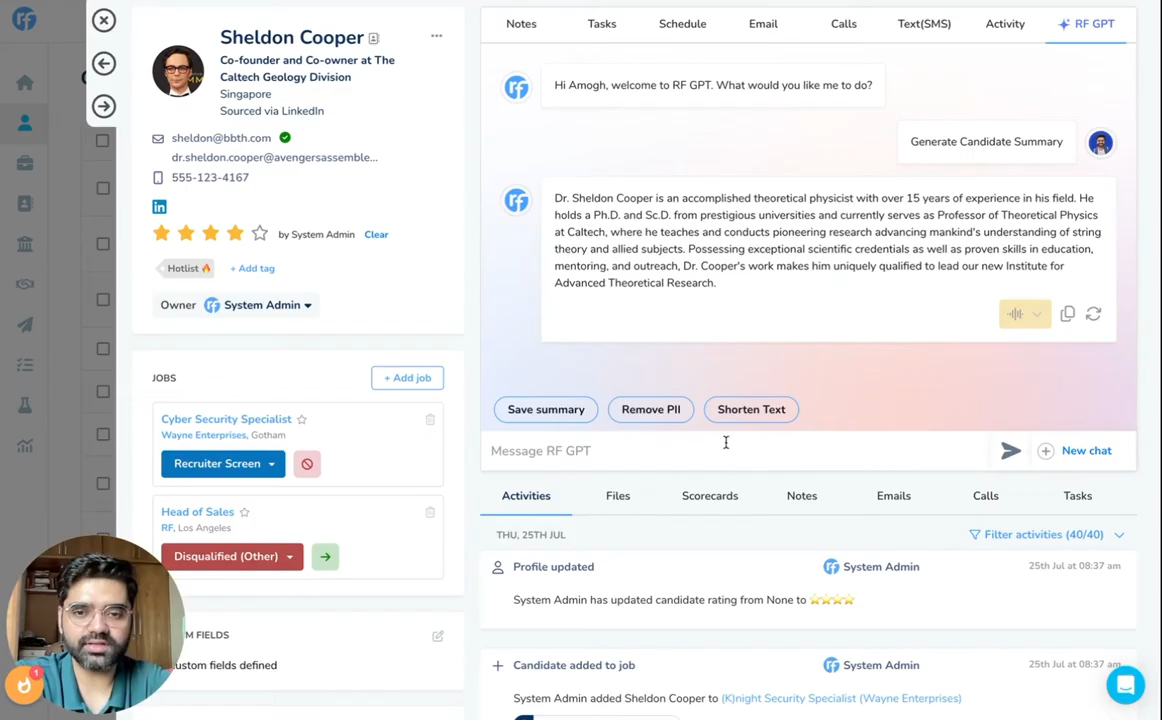 Sheldon Cooper
Co-founder and Co-owner at The
Caltech Geology Division
Singapore
Sourced via LinkedIn
sheldon@bbth.com
dr.sheldon.cooper@avengersassemble...
555-123-4167
by System Admin Clear
Hotlist 🔥 + Add tag
Owner System Admin
JOBS + Add job
Cyber Security Specialist
Wayne Enterprises, Gotham
Recruiter Screen
Head of Sales
RF, Los Angeles
Disqualified (Other)
M FIELDS
ustom fields defined
1
Notes Tasks Schedule Email Calls Text(SMS) Activity RF GPT
Hi Amogh, welcome to RF GPT. What would you like me to do?
Generate Candidate Summary
Dr. Sheldon Cooper is an accomplished theoretical physicist with over 15 years of experience in his field. He
holds a Ph.D. and Sc.D. from prestigious universities and currently serves as Professor of Theoretical Physics
at Caltech, where he teaches and conducts pioneering research advancing mankind's understanding of string
theory and allied subjects. Possessing exceptional scientific credentials as well as proven skills in education,
mentoring, and outreach, Dr. Cooper's work makes him uniquely qualified to lead our new Institute for
Advanced Theoretical Research.
Save summary Remove PII Shorten Text
Message RF GPT New chat
Activities Files Scorecards Notes Emails Calls Tasks
THU, 25TH JUL Filter activities (40/40)
Profile updated System Admin 25th Jul at 08:37 am
System Admin has updated candidate rating from None to ⭐⭐⭐⭐
Candidate added to job System Admin 25th Jul at 08:37 am
System Admin added Sheldon Cooper to (K)night Security Specialist (Wayne Enterprises)